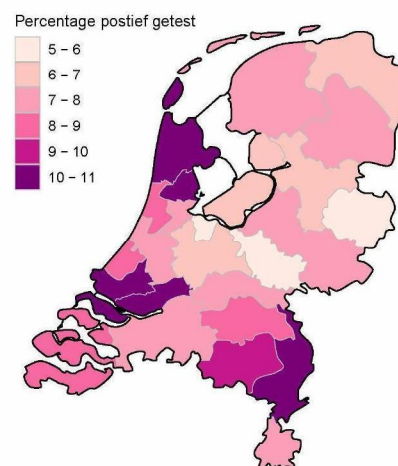 Percentage postief getest
5 – 6
6 – 7
7 – 8
8 – 9
9 – 10
10 – 11